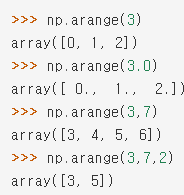 >>> np.arange(3)
array([0, 1, 2])
>>> np.arange(3.0)
array([ 0.,  1.,  2.])
>>> np.arange(3,7)
array([3, 4, 5, 6])
>>> np.arange(3,7,2)
array([3, 5])